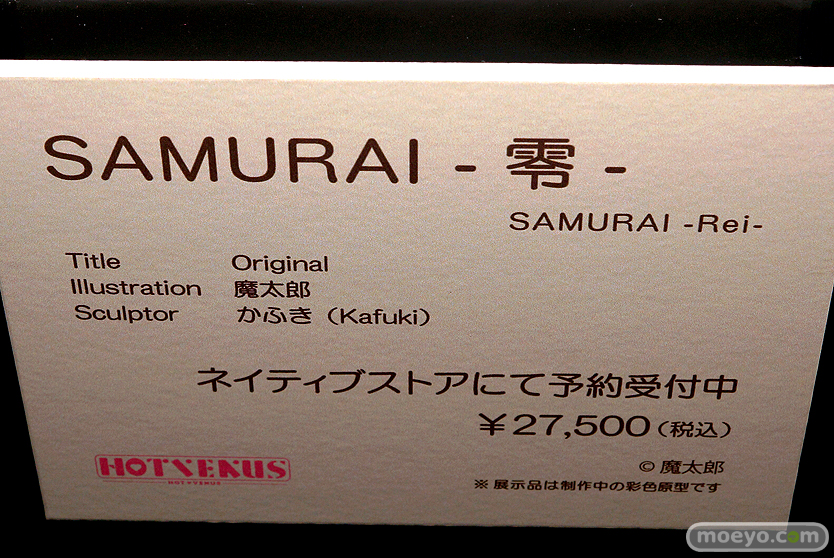 SAMURAI - 零 -
SAMURAI -Rei-
Title Original
Illustration 魔太郎
Sculptor かふき（Kafuki）
ネイティブストアにて予約受付中
￥27,500（税込）
HOTVENUS
HOT♥VENUS
© 魔太郎
※ 展示品は制作中の彩色原型です
moeyo.com